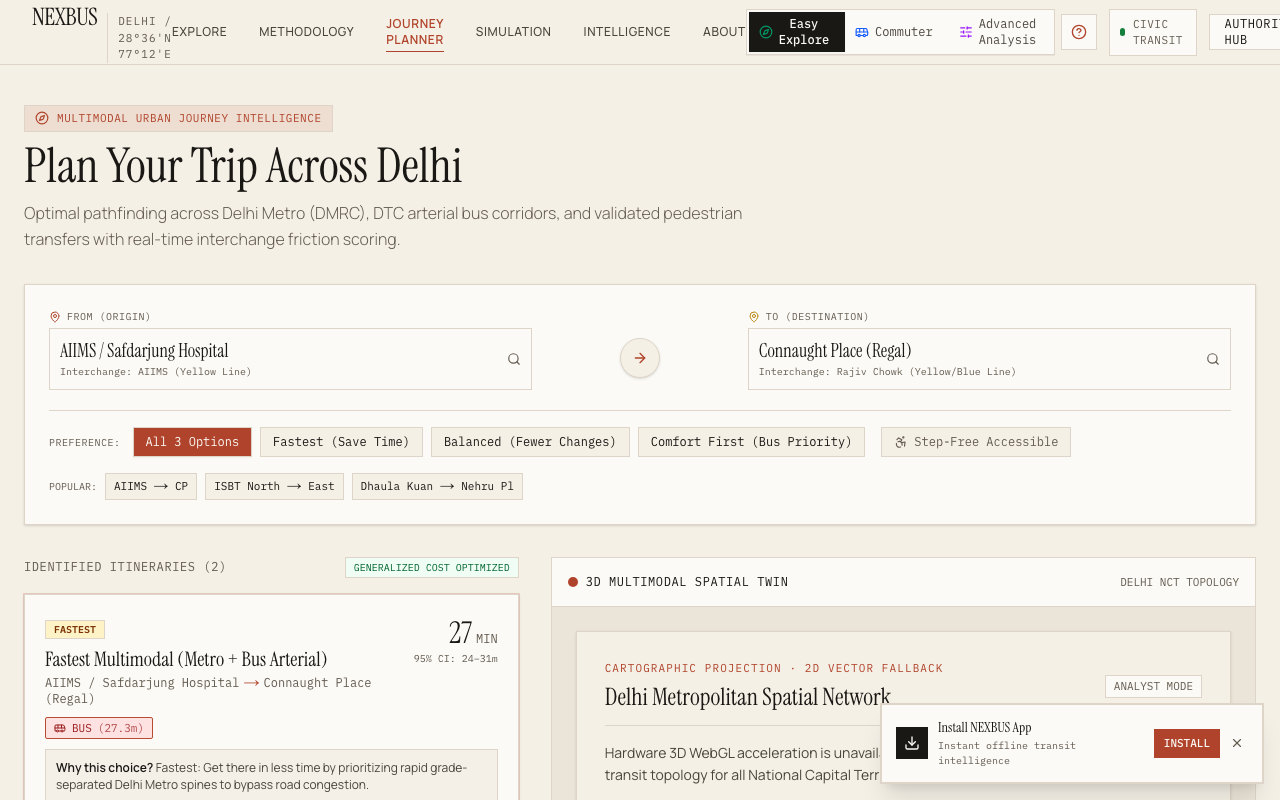 NEXBUS
DELHI /
28°36'N
77°12'E
EXPLORE
METHODOLOGY
JOURNEY
PLANNER
SIMULATION
INTELLIGENCE
ABOUT
Easy
Explore
Commuter
Advanced
Analysis
CIVIC
TRANSIT
HUB
MULTIMODAL URBAN JOURNEY INTELLIGENCE
Plan Your Trip Across Delhi
Optimal pathfinding across Delhi Metro (DMRC), DTC arterial bus corridors, and validated pedestrian
transfers with real-time interchange friction scoring.
FROM (ORIGIN)
AIIMS / Safdarjung Hospital
Interchange: AIIMS (Yellow Line)
TO (DESTINATION)
Connaught Place (Regal)
Interchange: Rajiv Chowk (Yellow/Blue Line)
PREFERENCE:
All 3 Options
Fastest (Save Time)
Balanced (Fewer Changes)
Comfort First (Bus Priority)
Step-Free Accessible
POPULAR:
AIIMS → CP
ISBT North → East
Dhaula Kuan → Nehru Pl
IDENTIFIED ITINERARIES (2)
GENERALIZED COST OPTIMIZED
FASTEST
27 MIN
95% CI: 24–31m
Fastest Multimodal (Metro + Bus Arterial)
AIIMS / Safdarjung Hospital → Connaught Place
(Regal)
BUS (27.3m)
Why this choice? Fastest: Get there in less time by prioritizing rapid grade-
separated Delhi Metro spines to bypass road congestion.
3D MULTIMODAL SPATIAL TWIN
DELHI NCT TOPOLOGY
CARTOGRAPHIC PROJECTION · 2D VECTOR FALLBACK
Delhi Metropolitan Spatial Network
ANALYST MODE
Hardware 3D WebGL acceleration is
transit topology for all National Capital
Install NEXBUS App
Instant offline transit
intelligence
INSTALL